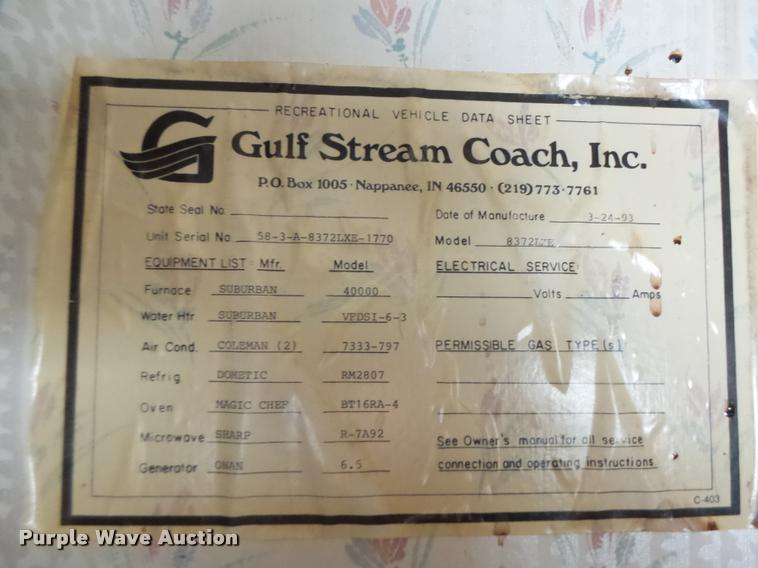 RECREATIONAL VEHICLE DATA SHEET
Gulf Stream Coach, Inc.
P.O. Box 1005 · Nappanee, IN 46550 · (219) 773-7761
State Seal No.
Date of Manufacture 3-24-93
Unit Serial No 58-3-A-8372LXE-1770
Model 8372LXE
EQUIPMENT LIST: Mfr. Model
ELECTRICAL SERVICE:
Furnace SUBURBAN 40000
Volts Amps
Water Htr SUBURBAN VFDSI-6-3
Air Cond. COLEMAN (2) 7333-797
PERMISSIBLE GAS TYPE(s)
Refrig DOMETIC RM2807
Oven MAGIC CHEF BT16RA-4
Microwave SHARP R-7A92
See Owner's manual for all service
connection and operating instructions.
Generator ONAN 6.5
C-403
Purple Wave Auction